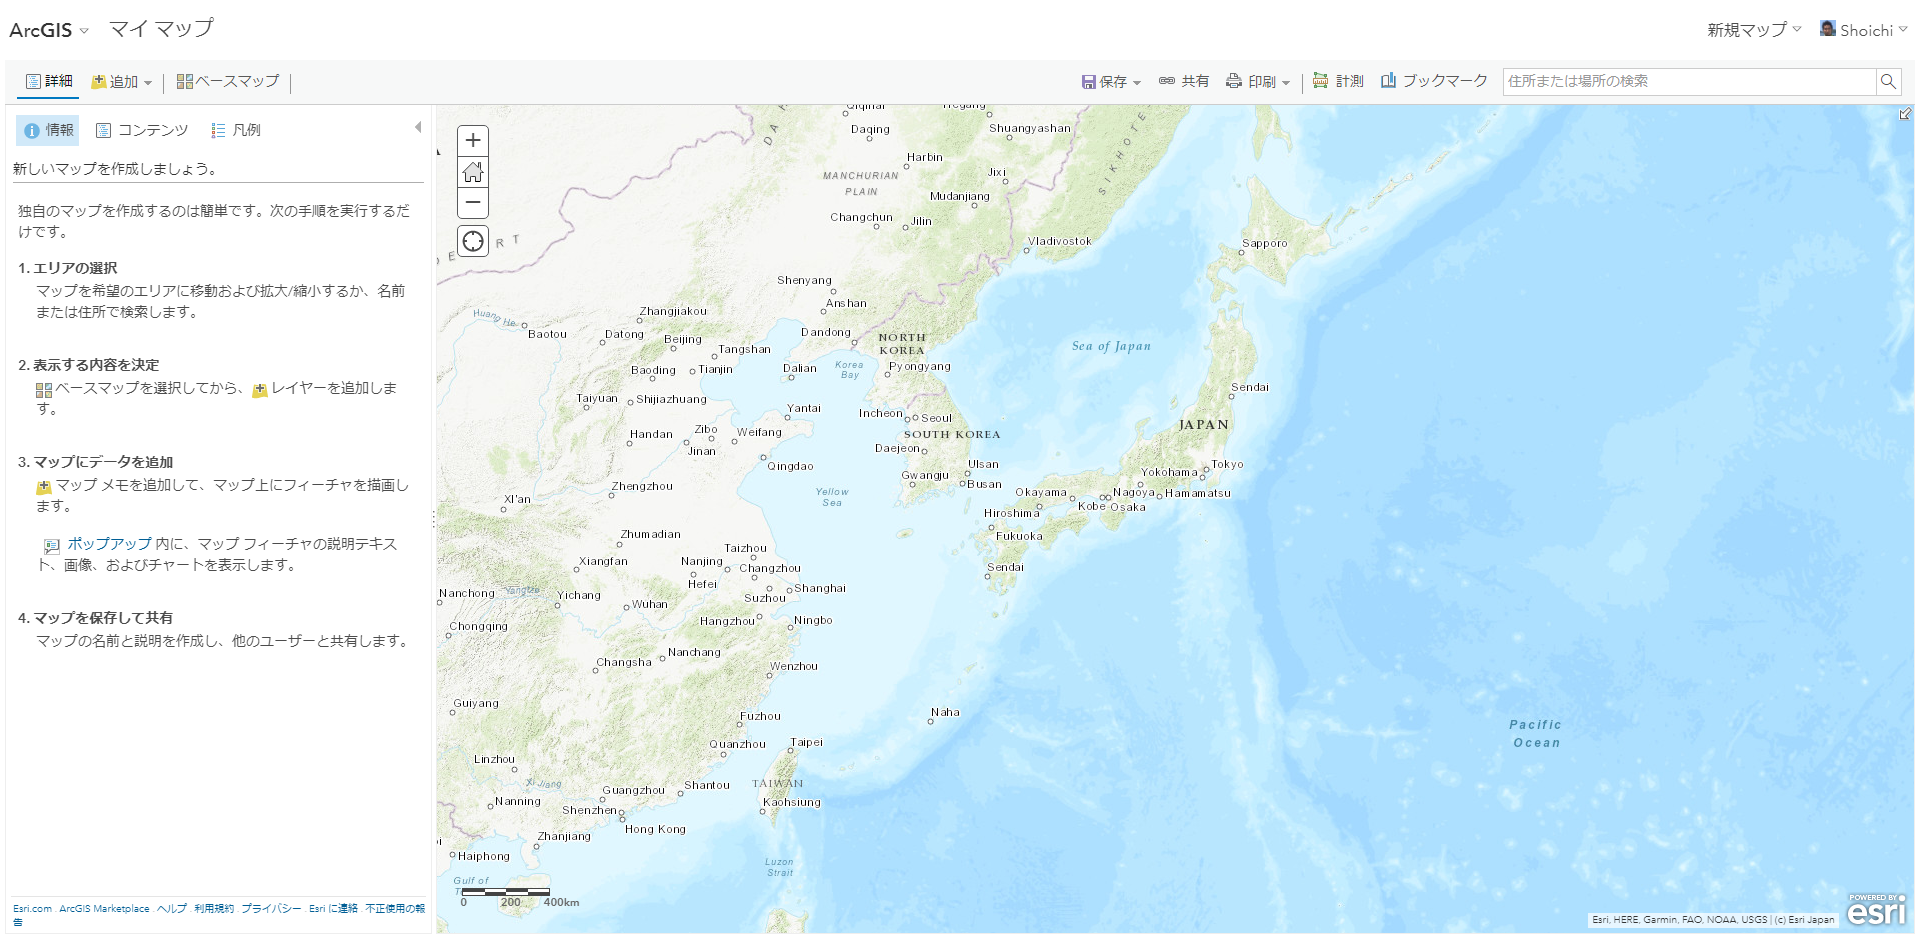 ArcGIS マイ マップ
新規マップ Shoichi
詳細 追加 ベースマップ
保存 共有 印刷 計測 ブックマーク 住所または場所の検索
情報 コンテンツ 凡例
新しいマップを作成しましょう。
独自のマップを作成するのは簡単です。次の手順を実行するだ
けです。
1. エリアの選択
マップを希望のエリアに移動および拡大/縮小するか、名前
または住所で検索します。
2. 表示する内容を決定
ベースマップを選択してから、 レイヤーを追加しま
す。
3. マップにデータを追加
マップ メモを追加して、マップ上にフィーチャを描画し
ます。
ポップアップ 内に、マップ フィーチャの説明テキス
ト、画像、およびチャートを表示します。
4. マップを保存して共有
マップの名前と説明を作成し、他のユーザーと共有します。
Esri.com . ArcGIS Marketplace . ヘルプ . 利用規約 . プライバシー . Esri に連絡 . 不正使用の報
告
Qiqihar
Daqing
Shuangyashan
Harbin
MANCHURIAN
PLAIN
Jixi
Mudanjiang
Changchun
Jilin
SIKHOTE
Vladivostok
Sapporo
Shenyang
Anshan
Zhangjiakou
Huang He
Baotou
Datong
Beijing
Tangshan
Dandong
NORTH
KOREA
Sea of Japan
Baoding
Tianjin
Dalian
Korea
Bay
Pyongyang
Sendai
Taiyuan
Shijiazhuang
Yantai
Incheon
Seoul
JAPAN
Handan
Zibo
Weifang
SOUTH KOREA
Jinan
Daejeon
Qingdao
Ulsan
Tokyo
Gwangju
Busan
Yokohama
Zhengzhou
Yellow
Sea
Okayama
Nagoya
Hamamatsu
XI'an
Kobe
Osaka
Hiroshima
Zhumadian
Fukuoka
Taizhou
Xiangfan
Nanjing
Changzhou
Sendai
Hefei
Nanchong
Yangtze
Yichang
Shanghai
Wuhan
Suzhou
Chongqing
Hangzhou
Ningbo
Nanchang
Changsha
Wenzhou
Guiyang
Naha
Fuzhou
Pacific
Ocean
Quanzhou
Taipei
Linzhou
Xi Jiang
TAIWAN
Guangzhou
Shantou
Nanning
Shenzhen
Kaohsiung
Hong Kong
Zhanjiang
Haiphong
Luzon
Strait
Gulf of
0 200 400km
Esri, HERE, Garmin, FAO, NOAA, USGS | (c) Esri Japan
POWERED BY
esri